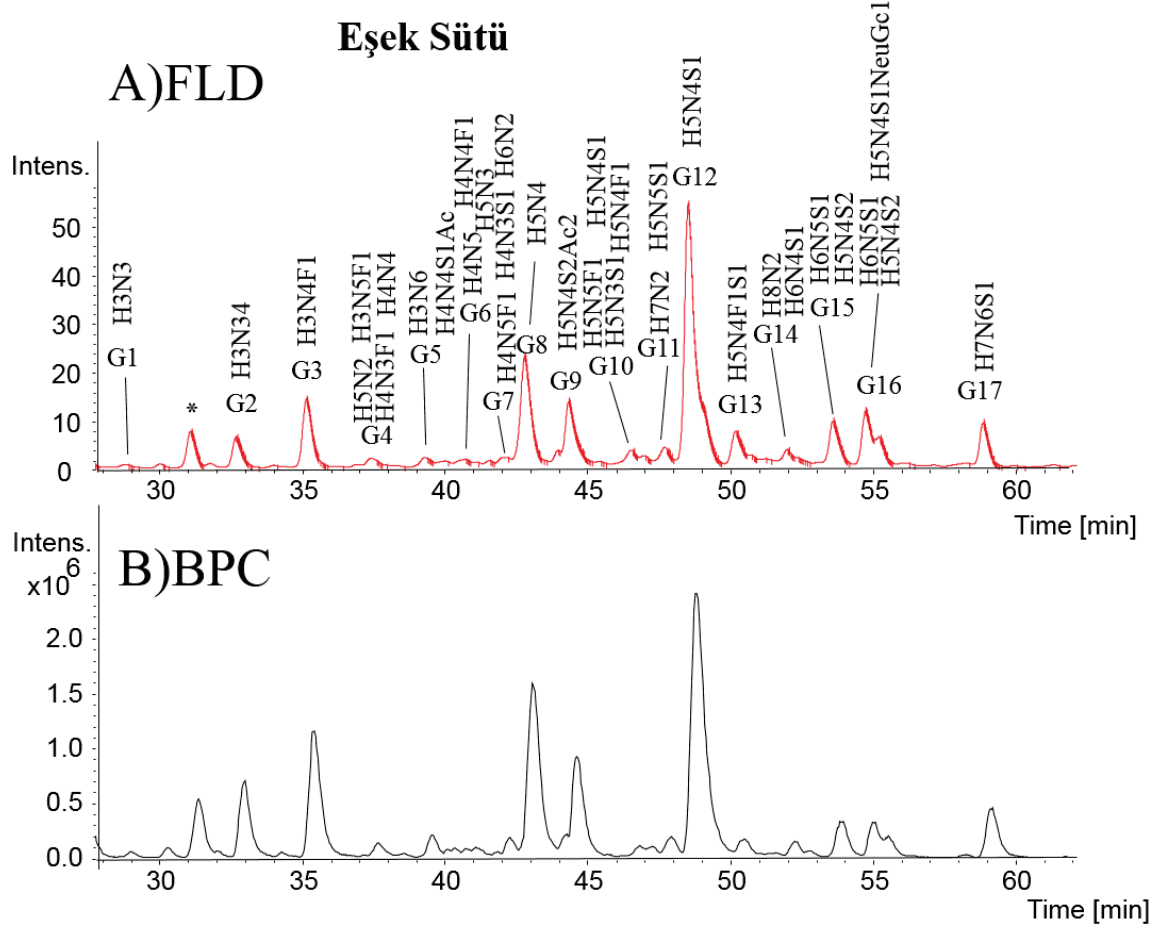 Eşek Sütü
A)FLD
Intens.
50
40
30
20
10
0
30
35
40
45
50
55
60
Time [min]
H3N3
G1
*
H3N34
G2
H3N4F1
G3
H5N2 H3N5F1
H4N3F1 H4N4
G4
H3N6
G5
H4N4S1Ac
H4N5 H4N4F1
H5N3
G6
H4N5F1 H4N3S1 H6N2
G7
H5N4
G8
H5N4S2Ac2
G9
H5N5F1 H5N4S1
H5N3S1 H5N4F1
G10
H7N2 H5N5S1
G11
H5N4S1
G12
H5N4F1S1
G13
H8N2
H6N4S1
G14
H6N5S1
H5N4S2
G15
H6N5S1 H5N4S1NeuGc1
H5N4S2
G16
H7N6S1
G17
B)BPC
Intens.
x10 6
2.0
1.5
1.0
0.5
0.0
30
35
40
45
50
55
60
Time [min]